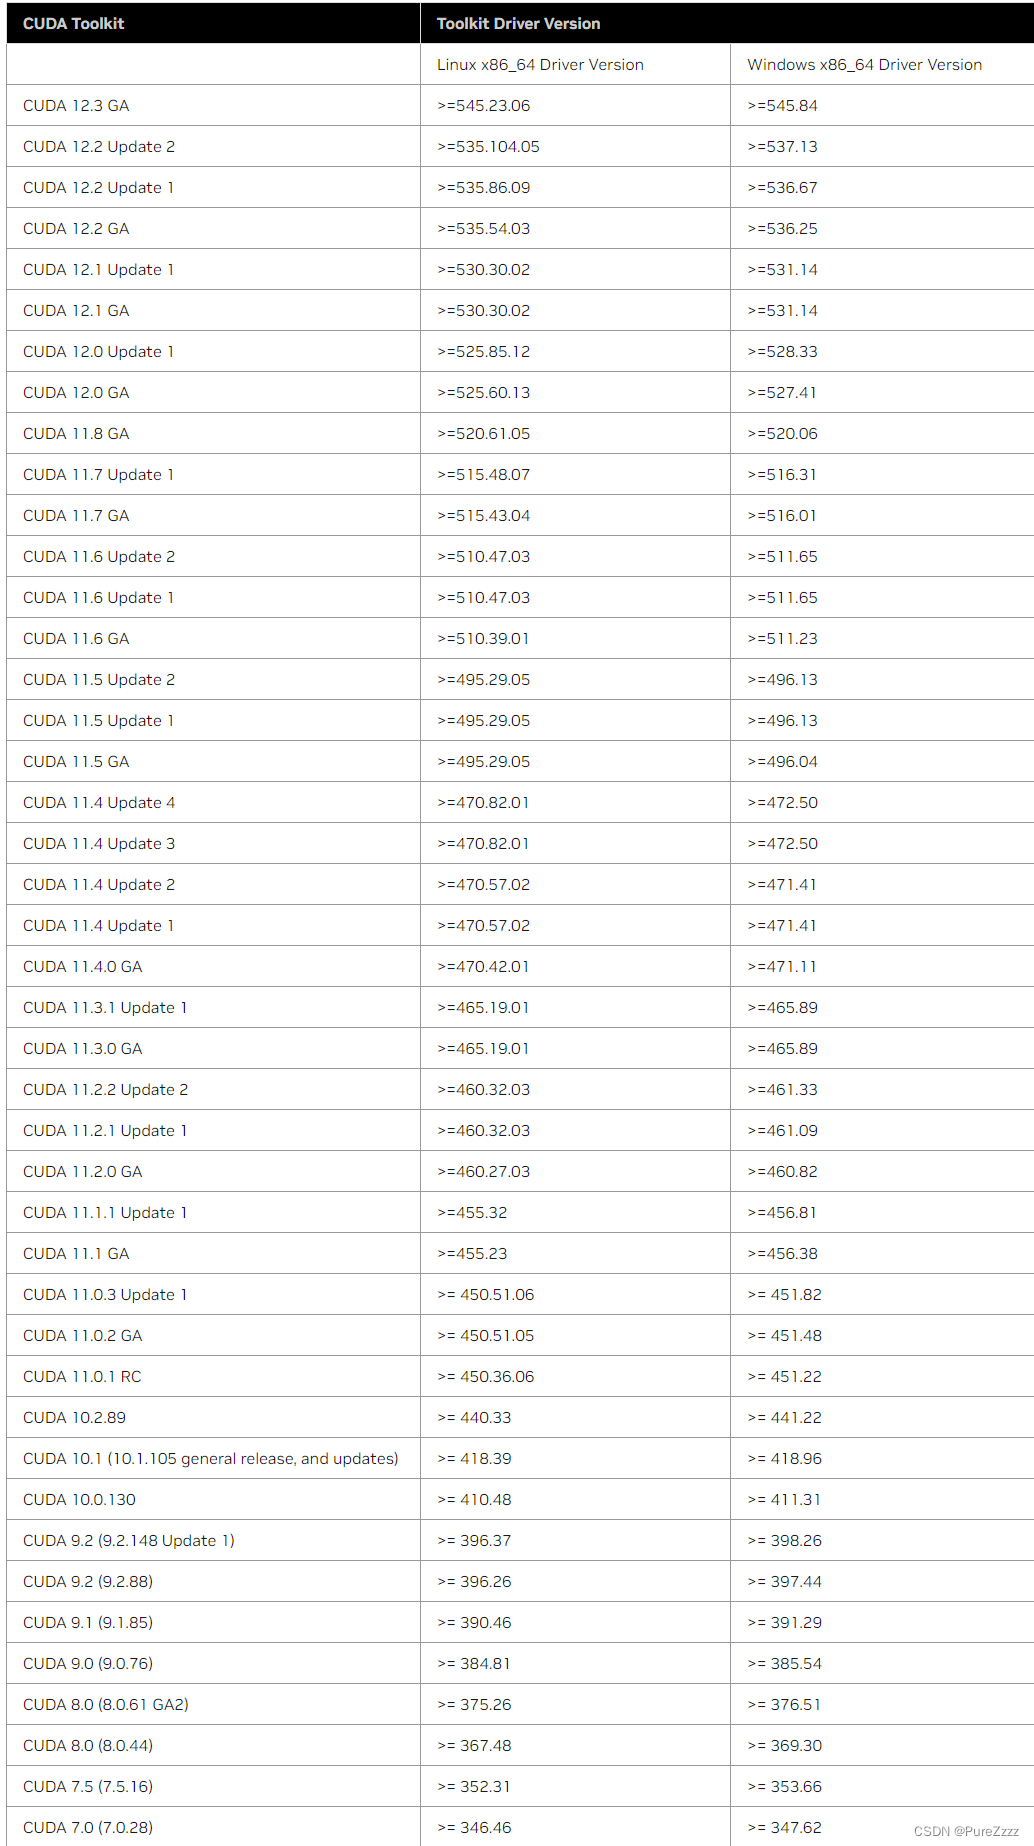 CUDA Toolkit Toolkit Driver Version
Linux x86_64 Driver Version Windows x86_64 Driver Version
CUDA 12.3 GA >=545.23.06 >=545.84
CUDA 12.2 Update 2 >=535.104.05 >=537.13
CUDA 12.2 Update 1 >=535.86.09 >=536.67
CUDA 12.2 GA >=535.54.03 >=536.25
CUDA 12.1 Update 1 >=530.30.02 >=531.14
CUDA 12.1 GA >=530.30.02 >=531.14
CUDA 12.0 Update 1 >=525.85.12 >=528.33
CUDA 12.0 GA >=525.60.13 >=527.41
CUDA 11.8 GA >=520.61.05 >=520.06
CUDA 11.7 Update 1 >=515.48.07 >=516.31
CUDA 11.7 GA >=515.43.04 >=516.01
CUDA 11.6 Update 2 >=510.47.03 >=511.65
CUDA 11.6 Update 1 >=510.47.03 >=511.65
CUDA 11.6 GA >=510.39.01 >=511.23
CUDA 11.5 Update 2 >=495.29.05 >=496.13
CUDA 11.5 Update 1 >=495.29.05 >=496.13
CUDA 11.5 GA >=495.29.05 >=496.04
CUDA 11.4 Update 4 >=470.82.01 >=472.50
CUDA 11.4 Update 3 >=470.82.01 >=472.50
CUDA 11.4 Update 2 >=470.57.02 >=471.41
CUDA 11.4 Update 1 >=470.57.02 >=471.41
CUDA 11.4.0 GA >=470.42.01 >=471.11
CUDA 11.3.1 Update 1 >=465.19.01 >=465.89
CUDA 11.3.0 GA >=465.19.01 >=465.89
CUDA 11.2.2 Update 2 >=460.32.03 >=461.33
CUDA 11.2.1 Update 1 >=460.32.03 >=461.09
CUDA 11.2.0 GA >=460.27.03 >=460.82
CUDA 11.1.1 Update 1 >=455.32 >=456.81
CUDA 11.1 GA >=455.23 >=456.38
CUDA 11.0.3 Update 1 >= 450.51.06 >= 451.82
CUDA 11.0.2 GA >= 450.51.05 >= 451.48
CUDA 11.0.1 RC >= 450.36.06 >= 451.22
CUDA 10.2.89 >= 440.33 >= 441.22
CUDA 10.1 (10.1.105 general release, and updates) >= 418.39 >= 418.96
CUDA 10.0.130 >= 410.48 >= 411.31
CUDA 9.2 (9.2.148 Update 1) >= 396.37 >= 398.26
CUDA 9.2 (9.2.88) >= 396.26 >= 397.44
CUDA 9.1 (9.1.85) >= 390.46 >= 391.29
CUDA 9.0 (9.0.76) >= 384.81 >= 385.54
CUDA 8.0 (8.0.61 GA2) >= 375.26 >= 376.51
CUDA 8.0 (8.0.44) >= 367.48 >= 369.30
CUDA 7.5 (7.5.16) >= 352.31 >= 353.66
CUDA 7.0 (7.0.28) >= 346.46 >= 347.62
CSDN @PureZzzz